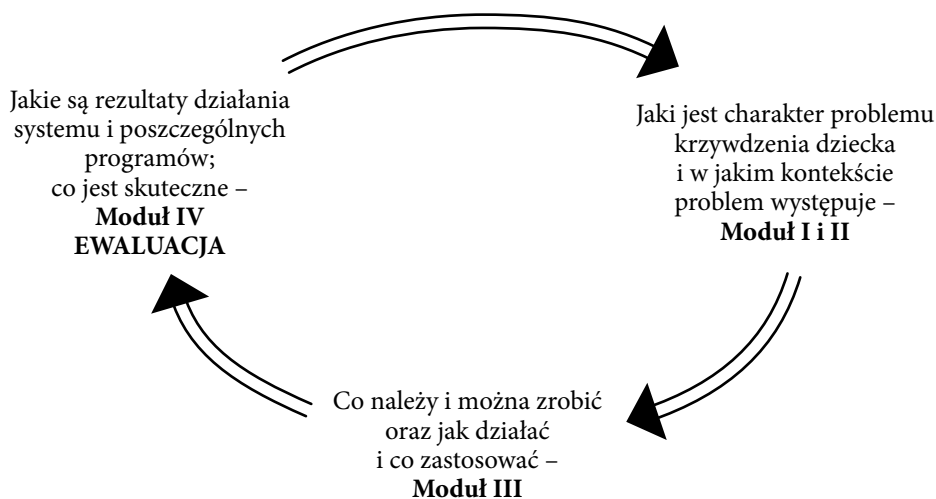 Jakie są rezultaty działania
systemu i poszczególnych
programów;
co jest skuteczne –
Moduł IV
EWALUACJA
Jaki jest charakter problemu
krzywdzenia dziecka
i w jakim kontekście
problem występuje –
Moduł I i II
Co należy i można zrobić
oraz jak działać
i co zastosować –
Moduł III